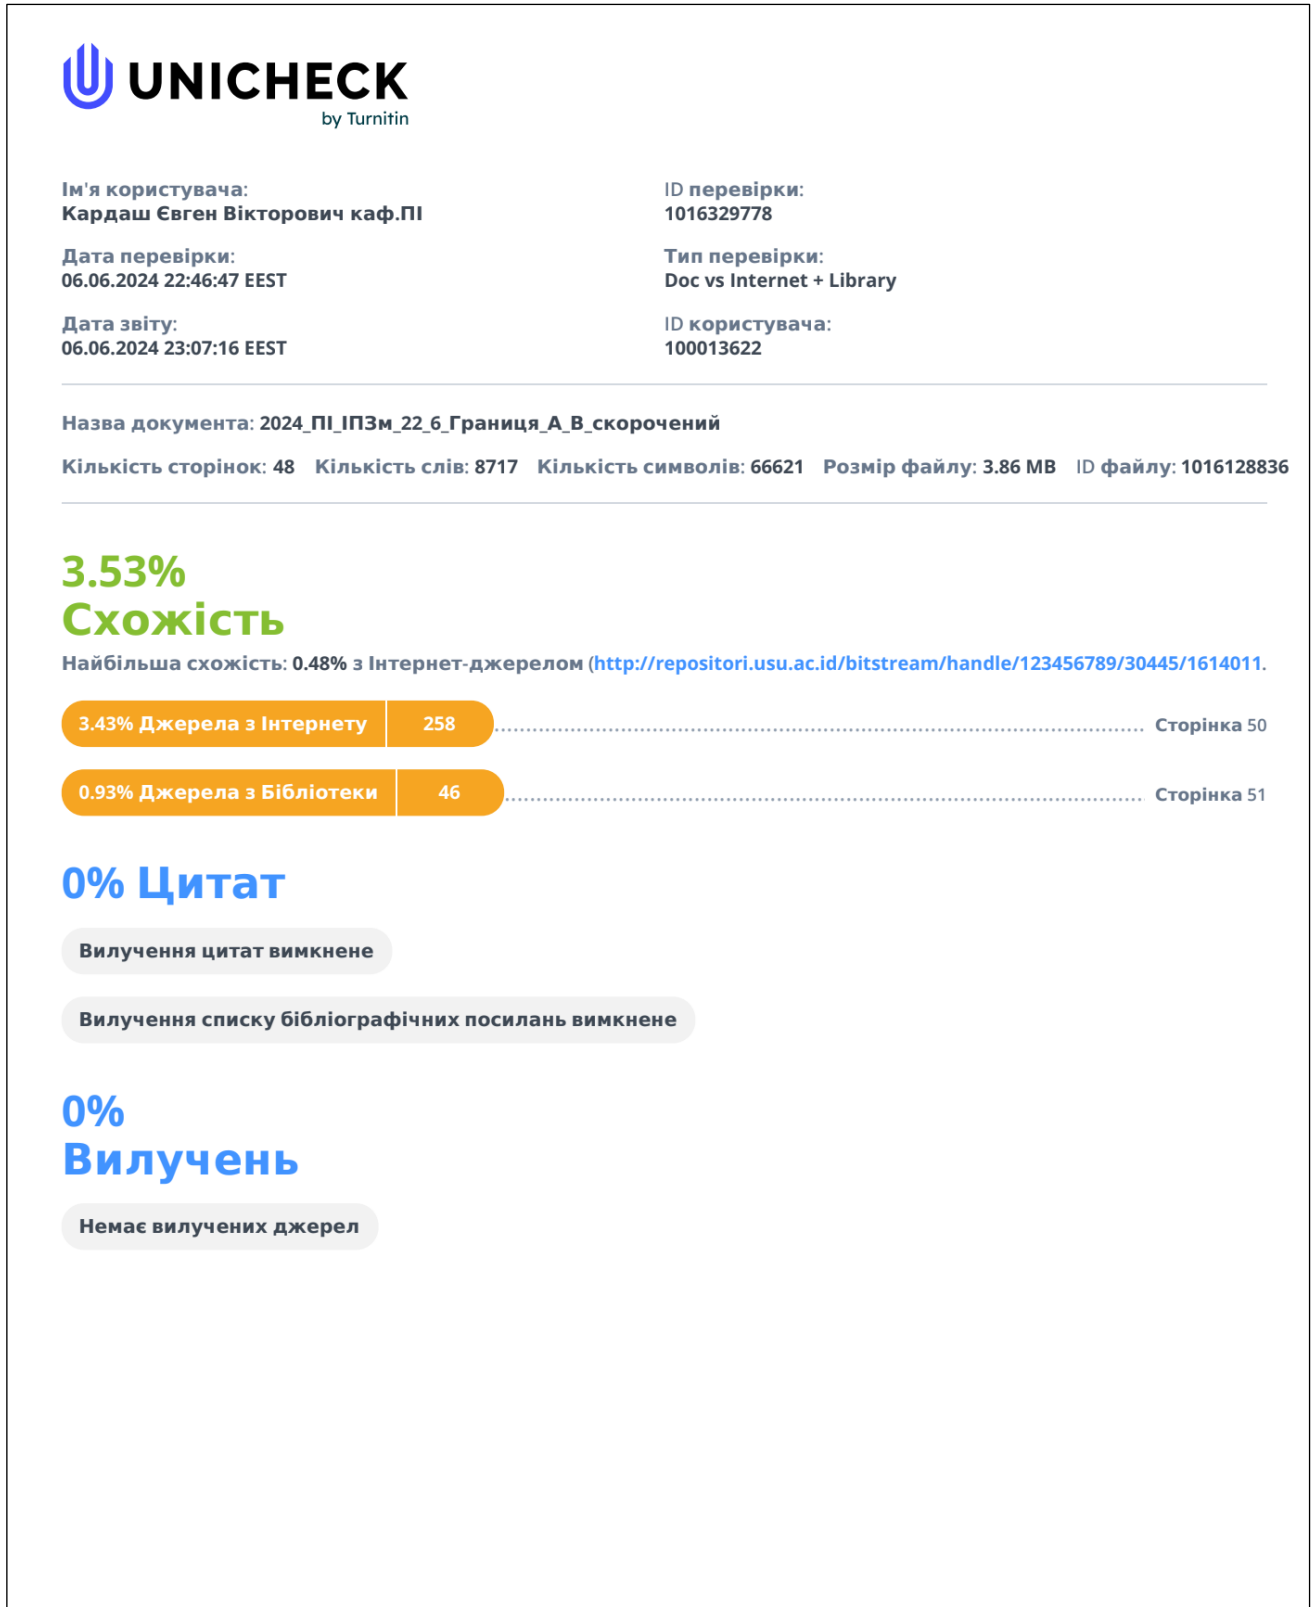 UNICHECK
by Turnitin
Ім'я користувача:
Кардаш Євген Вікторович каф.ПІ
ID перевірки:
1016329778
Дата перевірки:
06.06.2024 22:46:47 EEST
Тип перевірки:
Doc vs Internet + Library
Дата звіту:
06.06.2024 23:07:16 EEST
ID користувача:
100013622
Назва документа: 2024_ПІ_ІПЗм_22_6_Границя_А_В_скорочений
Кількість сторінок: 48 Кількість слів: 8717 Кількість символів: 66621 Розмір файлу: 3.86 MB ID файлу: 1016128836
3.53%
Схожість
Найбільша схожість: 0.48% з Інтернет-джерелом (http://repositori.usu.ac.id/bitstream/handle/123456789/30445/1614011.
3.43% Джерела з Інтернету 258 Сторінка 50
0.93% Джерела з Бібліотеки 46 Сторінка 51
0% Цитат
Вилучення цитат вимкнене
Вилучення списку бібліографічних посилань вимкнене
0%
Вилучень
Немає вилучених джерел